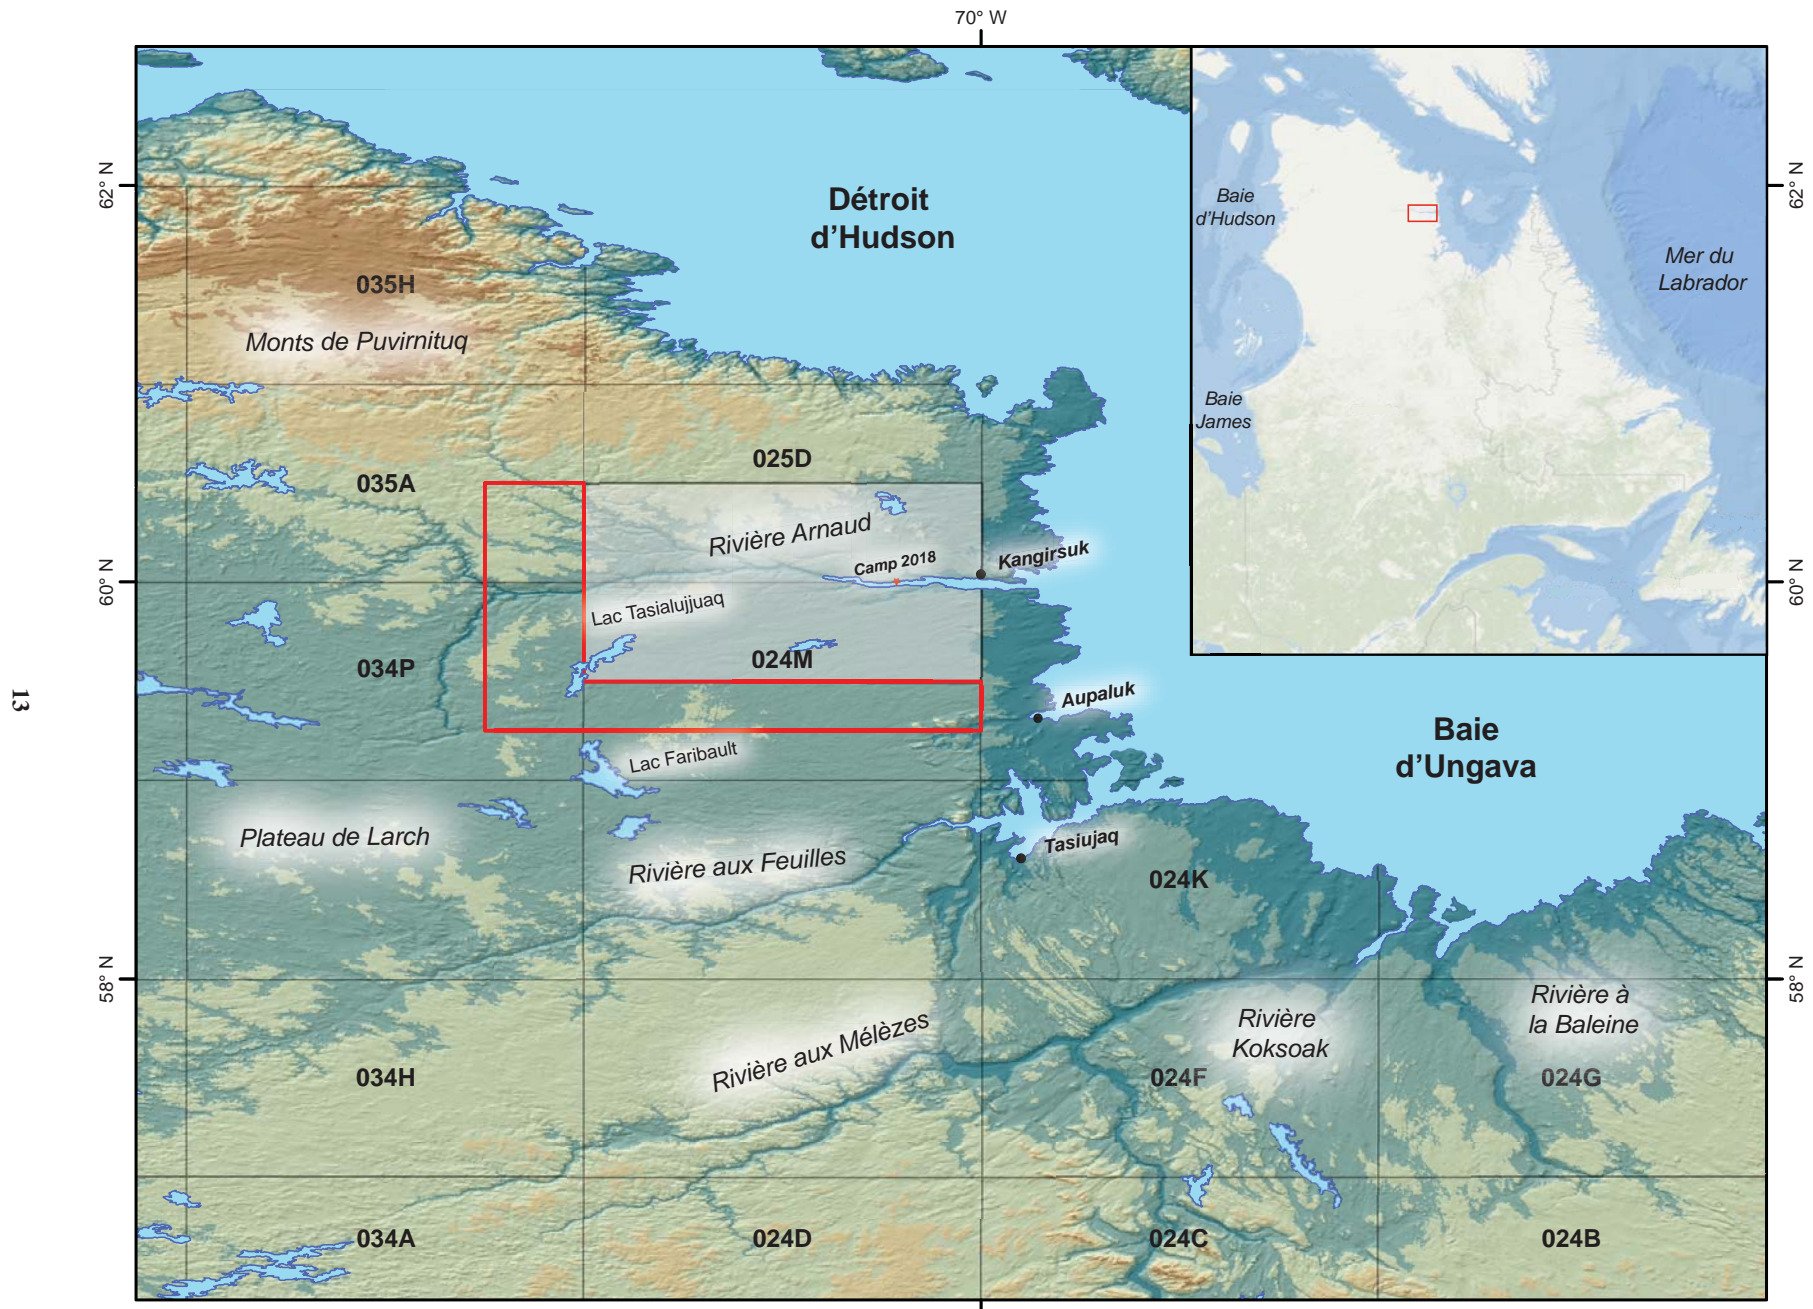 70° W
62° N
62° N
Détroit
d'Hudson
Baie
d'Hudson
Mer du
Labrador
035H
Monts de Puvirnituq
Baie
James
025D
035A
Rivière Arnaud
Camp 2018
Kangirsuk
60° N
60° N
Lac Tasialujjuaq
034P
024M
13
Aupaluk
Baie
d'Ungava
Lac Faribault
Plateau de Larch
Rivière aux Feuilles
Tasiujaq
024K
58° N
58° N
Rivière à
la Baleine
Rivière
Koksoak
Rivière aux Mélèzes
034H
024F
024G
034A
024D
024C
024B